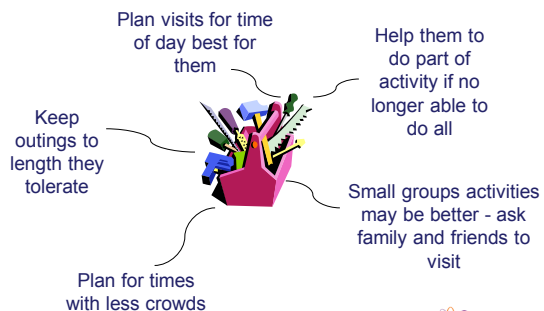 Plan visits for time
of day best for
them
Help them to
do part of
activity if no
longer able to
do all
Keep
outings to
length they
tolerate
Small groups activities
may be better - ask
family and friends to
visit
Plan for times
with less crowds